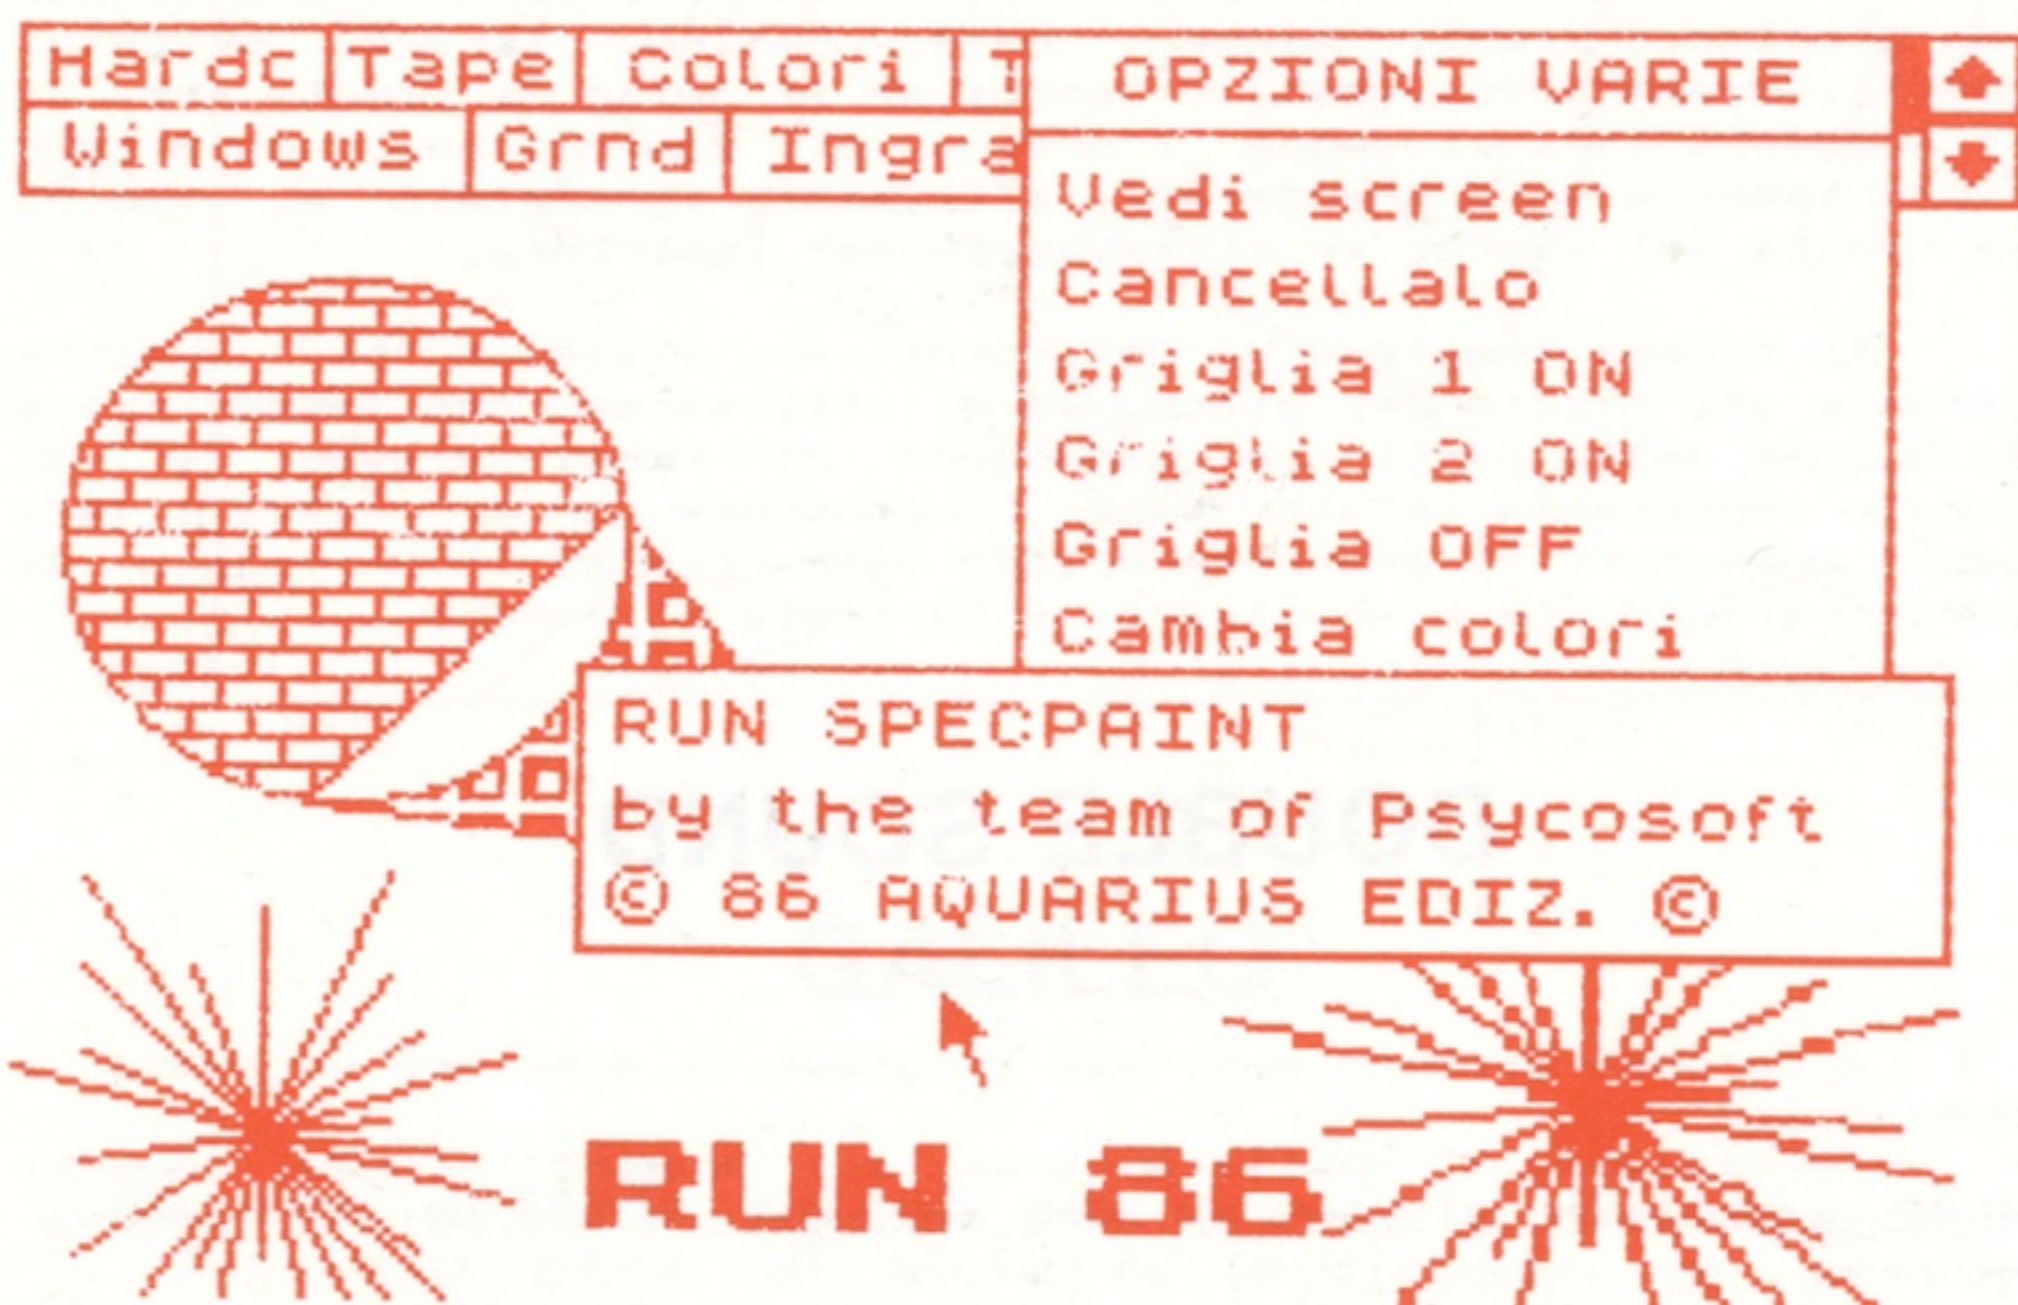 Hardc Tape Colori T
Windows Grnd Ingra
OPZIONI VARIE
Vedi screen
Cancellalo
Griglia 1 ON
Griglia 2 ON
Griglia OFF
Cambia colori
RUN SPECPAINT
by the team of Psycosoft
© 86 AQUARIUS EDIZ. ©
RUN 86